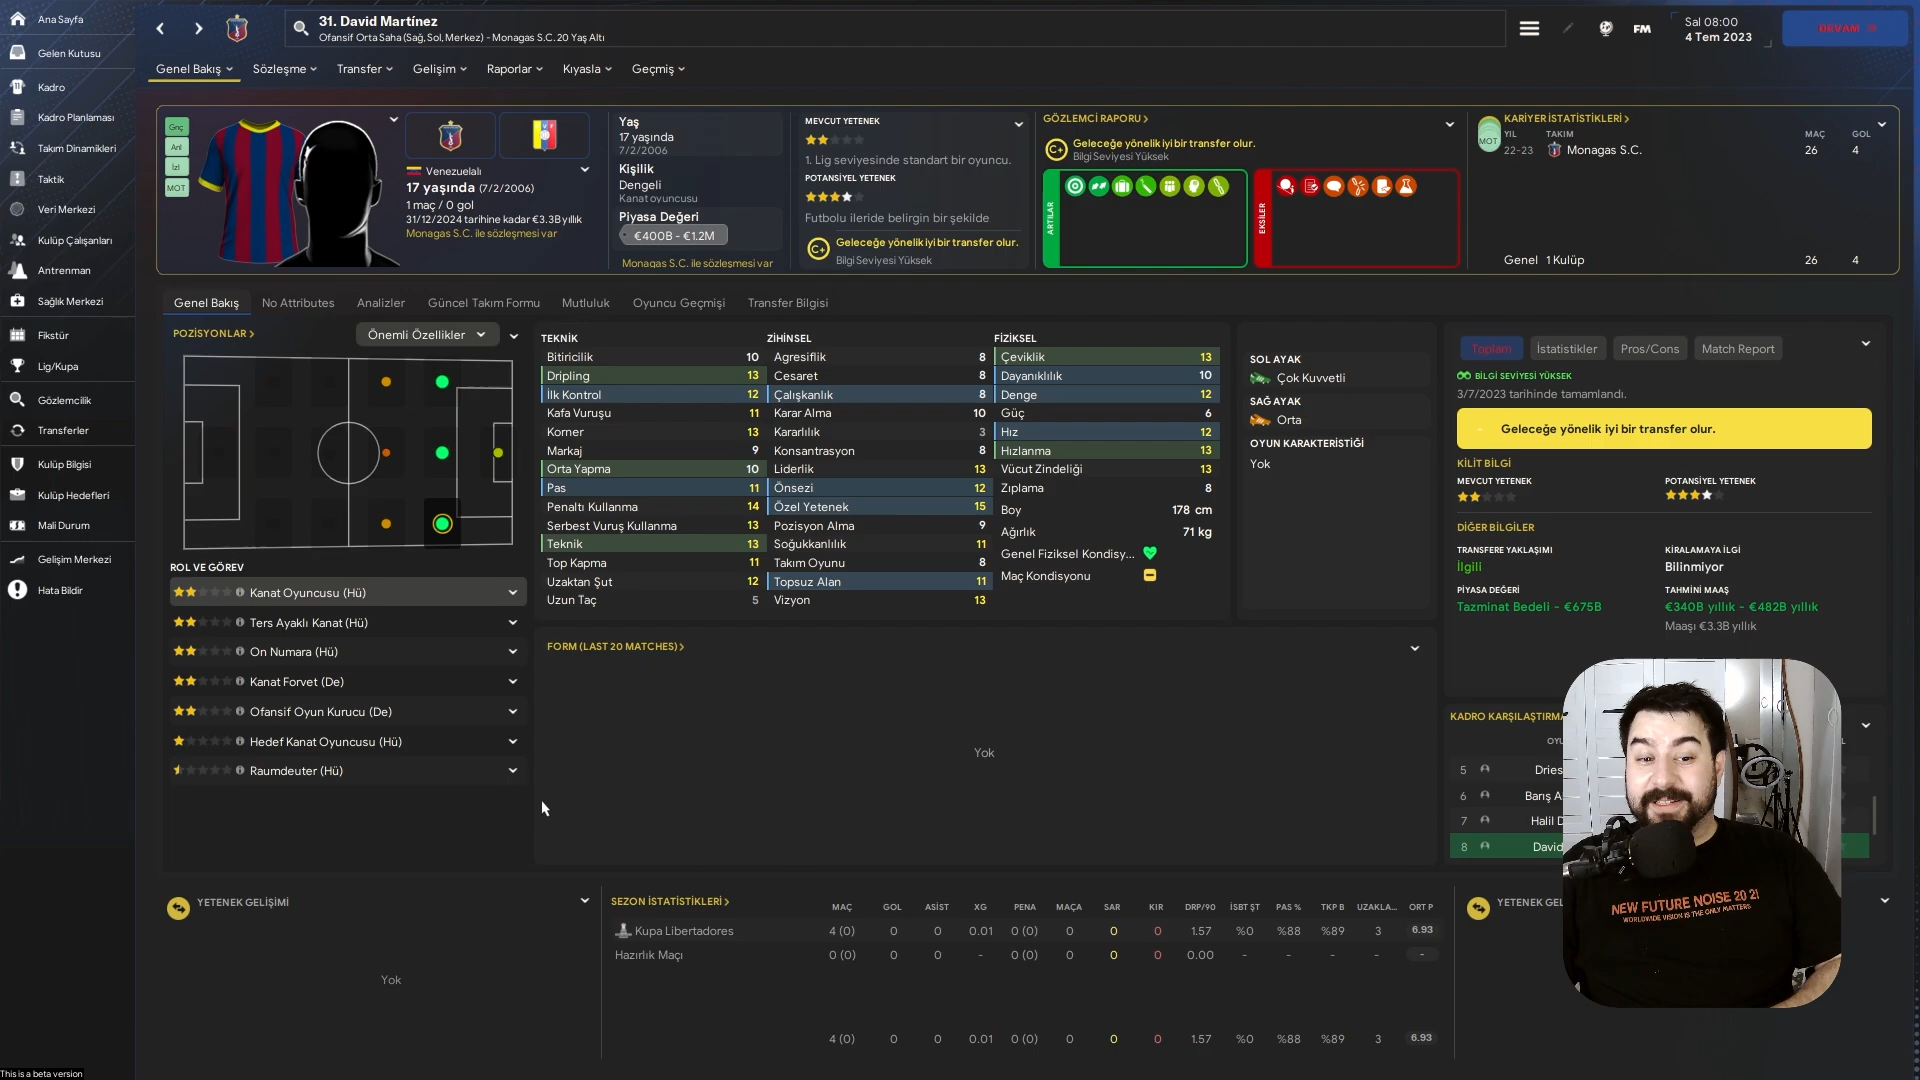 Ana Sayfa
Gelen Kutusu
Kadro
Kadro Planlaması
Takım Dinamikleri
Taktik
Veri Merkezi
Kulüp Çalışanları
Antrenman
Sağlık Merkezi
Fikstür
Lig/Kupa
Gözlemcilik
Transferler
Kulüp Bilgisi
Kulüp Hedefleri
Mali Durum
Gelişim Merkezi
Hata Bildir
This is a beta version
31. David Martínez
Ofansif Orta Saha (Sağ, Sol, Merkez) - Monagas S.C. 20 Yaş Altı
FM
Sal 08:00
4 Tem 2023
DEVAM
Genel Bakış Sözleşme Transfer Gelişim Raporlar Kıyasla Geçmiş
Gnç
Anl
İzl
MOT
Venezuelalı
17 yaşında (7/2/2006)
1 maç / 0 gol
31/12/2024 tarihine kadar €3.3B yıllık
Monagas S.C. ile sözleşmesi var
Yaş
17 yaşında
7/2/2006
Kişilik
Dengeli
Kanat oyuncusu
Piyasa Değeri
€400B - €1.2M
Monagas S.C. ile sözleşmesi var
MEVCUT YETENEK
1. Lig seviyesinde standart bir oyuncu.
POTANSİYEL YETENEK
Futbolu ileride belirgin bir şekilde
C+ Geleceğe yönelik iyi bir transfer olur.
Bilgi Seviyesi Yüksek
GÖZLEMCİ RAPORU
C+ Geleceğe yönelik iyi bir transfer olur.
Bilgi Seviyesi Yüksek
ARTILAR
EKSİLER
KARİYER İSTATİSTİKLERİ
MOT
YIL TAKIM MAÇ GOL
22-23 Monagas S.C. 26 4
Genel 1 Kulüp 26 4
Genel Bakış No Attributes Analizler Güncel Takım Formu Mutluluk Oyuncu Geçmişi Transfer Bilgisi
POZİSYONLAR
Önemli Özellikler
ROL VE GÖREV
Kanat Oyuncusu (Hü)
Ters Ayaklı Kanat (Hü)
On Numara (Hü)
Kanat Forvet (De)
Ofansif Oyun Kurucu (De)
Hedef Kanat Oyuncusu (Hü)
Raumdeuter (Hü)
TEKNİK
Bitiricilik 10
Dripling 13
İlk Kontrol 12
Kafa Vuruşu 11
Korner 13
Markaj 9
Orta Yapma 10
Pas 11
Penaltı Kullanma 14
Serbest Vuruş Kullanma 13
Teknik 13
Top Kapma 11
Uzaktan Şut 12
Uzun Taç 5
ZİHİNSEL
Agresiflik 8
Cesaret 8
Çalışkanlık 8
Karar Alma 10
Kararlılık 3
Konsantrasyon 8
Liderlik 13
Önsezi 12
Özel Yetenek 15
Pozisyon Alma 9
Soğukkanlılık 11
Takım Oyunu 8
Topsuz Alan 11
Vizyon 13
FİZİKSEL
Çeviklik 13
Dayanıklılık 10
Denge 12
Güç 6
Hız 12
Hızlanma 13
Vücut Zindeliği 13
Zıplama 8
Boy 178 cm
Ağırlık 71 kg
Genel Fiziksel Kondisy...
Maç Kondisyonu
SOL AYAK
Çok Kuvvetli
SAĞ AYAK
Orta
OYUN KARAKTERİSTİĞİ
Yok
FORM (LAST 20 MATCHES)
Yok
Toplam İstatistikler Pros/Cons Match Report
BİLGİ SEVİYESİ YÜKSEK
3/7/2023 tarihinde tamamlandı.
Geleceğe yönelik iyi bir transfer olur.
KİLİT BİLGİ
MEVCUT YETENEK POTANSİYEL YETENEK
DİĞER BİLGİLER
TRANSFERE YAKLAŞIMI KİRALAMAYA İLGİ
İlgili Bilinmiyor
PİYASA DEĞERİ TAHMİNİ MAAŞ
Tazminat Bedeli - €675B €340B yıllık - €482B yıllık
Maaşı €3.3B yıllık
KADRO KARŞILAŞTIRMA
OYU
5 Dries
6 Barış A
7 Halil D
8 David
NEW FUTURE NOISE 20 21
WORLDWIDE VISION IS THE ONLY MATTERS
YETENEK GELİŞİMİ
Yok
SEZON İSTATİSTİKLERİ MAÇ GOL ASİST XG PENA MAÇA SAR KIR DRP/90 İSBT ŞT PAS % TKP B UZAKLA... ORT P
Kupa Libertadores 4 (0) 0 0 0.01 0 (0) 0 0 0 1.57 %0 %88 %89 3 6.93
Hazırlık Maçı 0 (0) 0 0 - 0 (0) 0 0 0 0.00 - - - - -
4 (0) 0 0 0.01 0 (0) 0 0 0 1.57 %0 %88 %89 3 6.93
YETENEK GEL